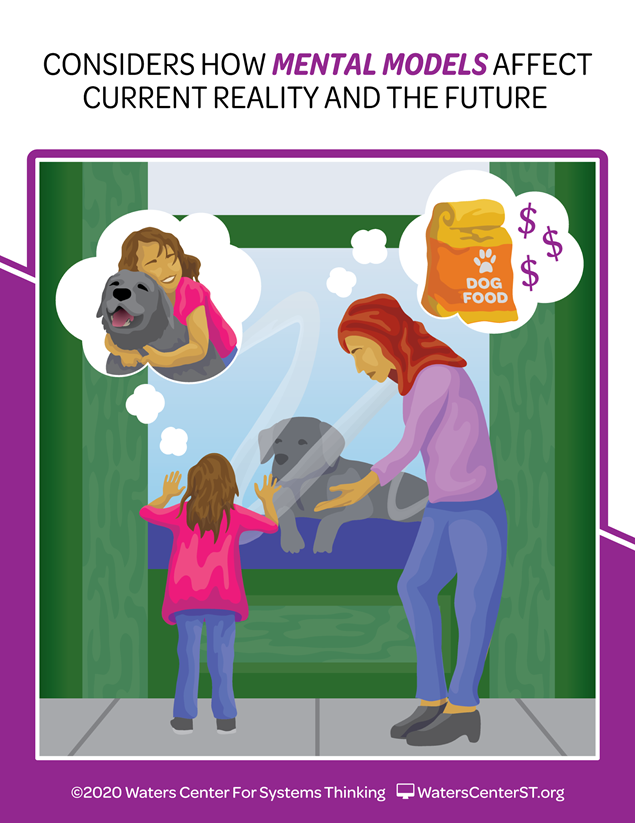 CONSIDERS HOW MENTAL MODELS AFFECT
CURRENT REALITY AND THE FUTURE
$
$
$
DOG
FOOD
©2020 Waters Center For Systems Thinking WatersCenterST.org